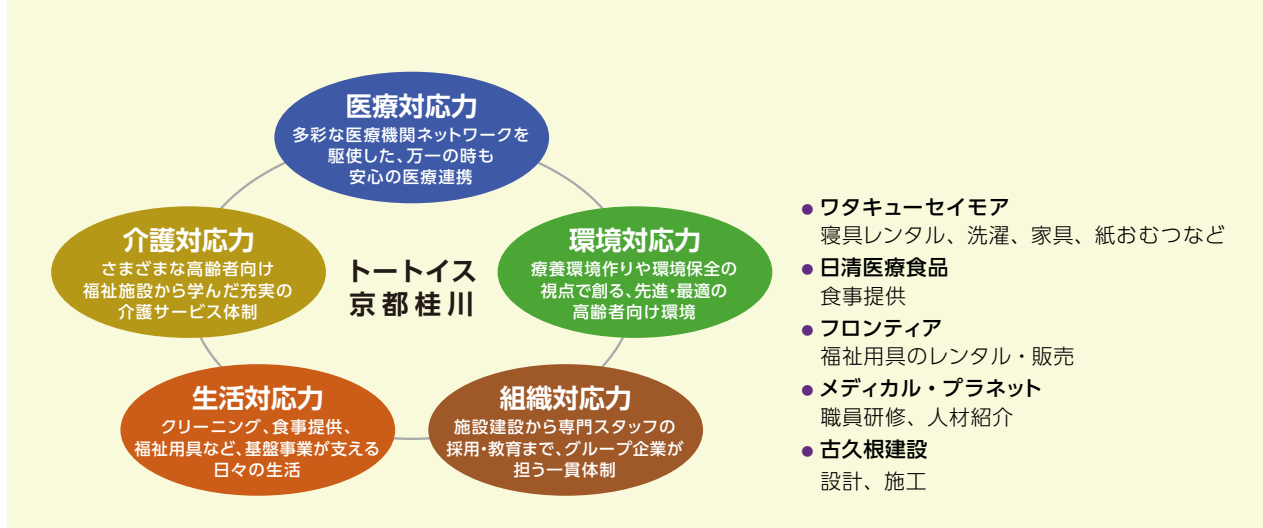 医療対応力
多彩な医療機関ネットワークを
駆使した、万一の時も
安心の医療連携
介護対応力
さまざまな高齢者向け
福祉施設から学んだ充実の
介護サービス体制
トートイス
京都桂川
環境対応力
療養環境作りや環境保全の
視点で創る、先進・最適の
高齢者向け環境
生活対応力
クリーニング、食事提供、
福祉用具など、基盤事業が支える
日々の生活
組織対応力
施設建設から専門スタッフの
採用・教育まで、グループ企業が
担う一貫体制
● ワタキューセイモア
寝具レンタル、洗濯、家具、紙おむつなど
● 日清医療食品
食事提供
● フロンティア
福祉用具のレンタル・販売
● メディカル・プラネット
職員研修、人材紹介
● 古久根建設
設計、施工